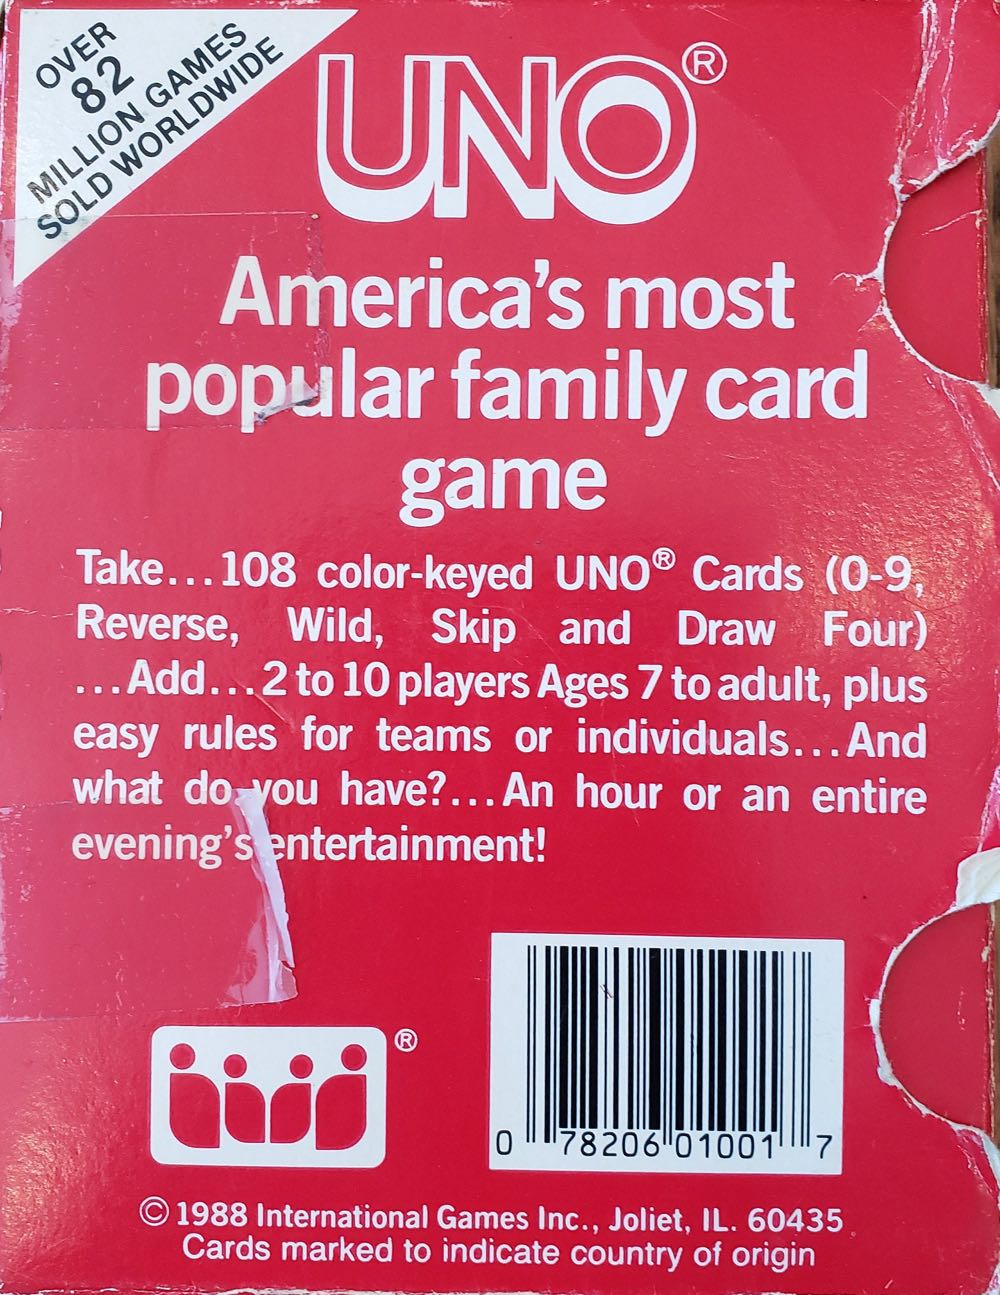 OVER
82
MILLION GAMES
SOLD WORLDWIDE
UNO®
America's most
popular family card
game
Take...108 color-keyed UNO® Cards (0-9,
Reverse, Wild, Skip and Draw Four)
...Add...2 to 10 players Ages 7 to adult, plus
easy rules for teams or individuals...And
what do you have?...An hour or an entire
evening's entertainment!
®
0 78206 01001 7
© 1988 International Games Inc., Joliet, IL. 60435
Cards marked to indicate country of origin